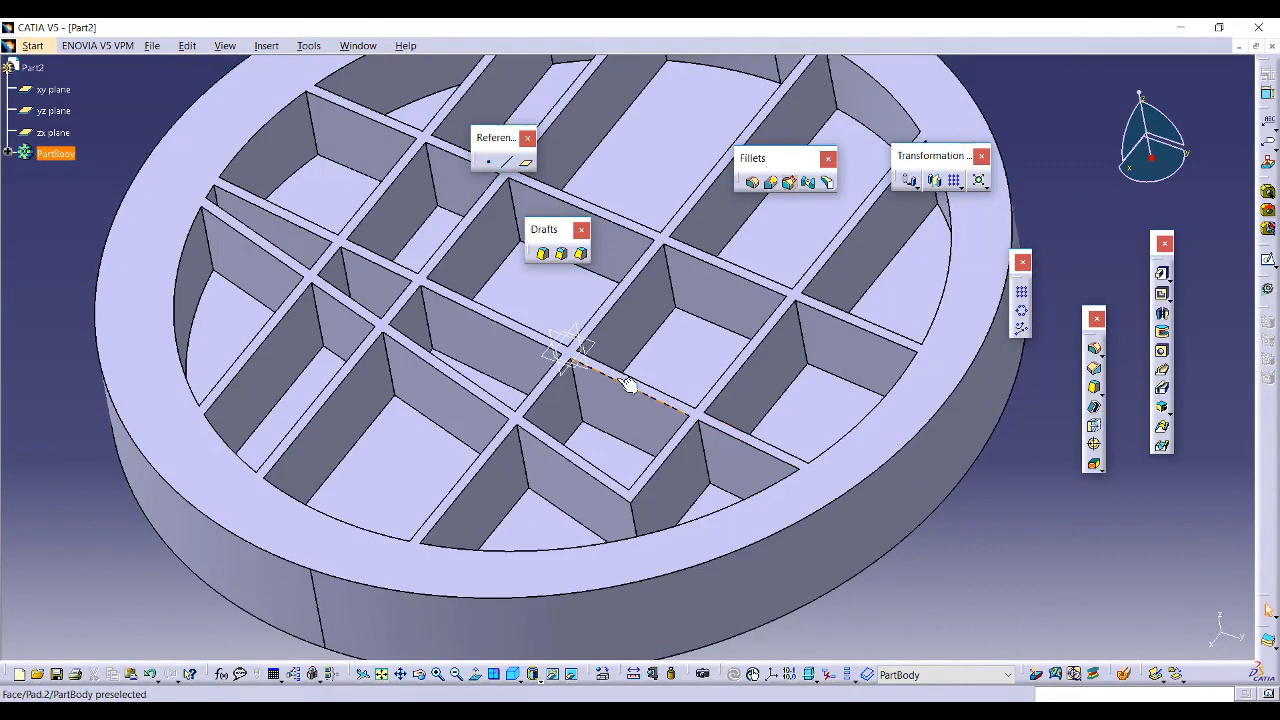 CATIA V5 - [Part2]
Start
ENOVIA V5 VPM
File
Edit
View
Insert
Tools
Window
Help
Part2
xy plane
yz plane
zx plane
PartBody
Referen...
Fillets
Transformation ...
Drafts
z
y
x
z
x
y
PartBody
Face/Pad.2/PartBody preselected
CATIA